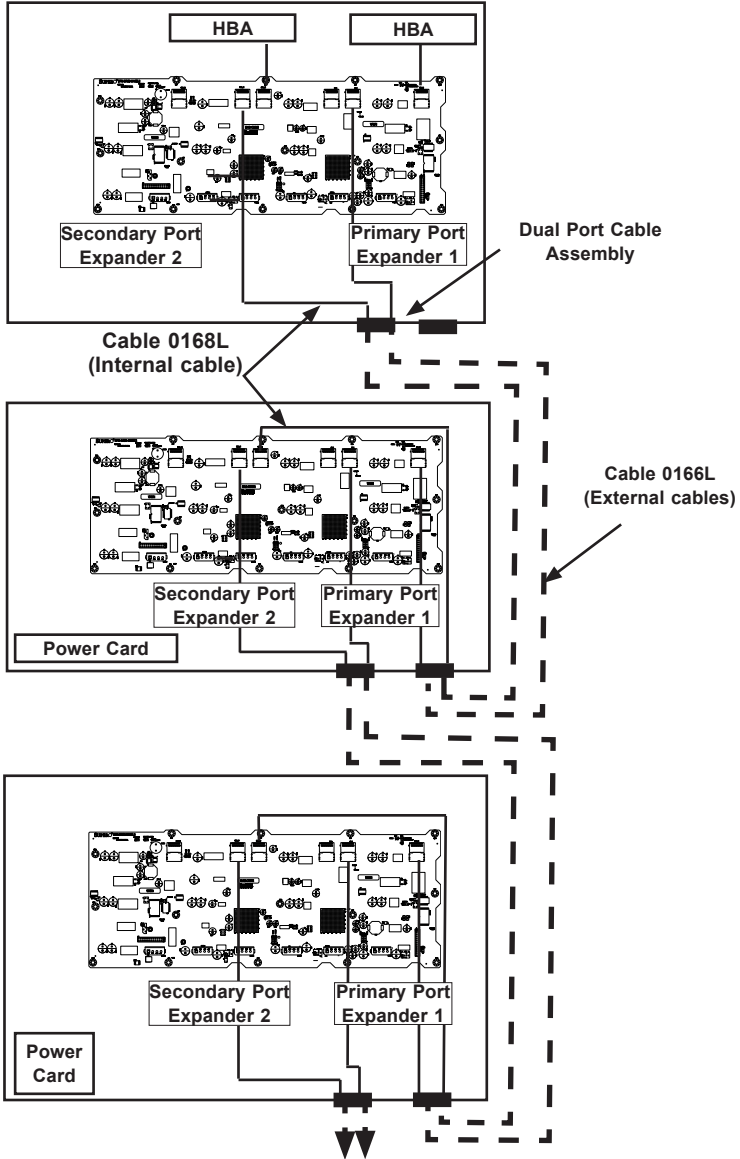 HBA
HBA
Secondary Port
Expander 2
Primary Port
Expander 1
Dual Port Cable
Assembly
Cable 0168L
(Internal cable)
Cable 0166L
(External cables)
Secondary Port
Expander 2
Primary Port
Expander 1
Power Card
Secondary Port
Expander 2
Primary Port
Expander 1
Power
Card